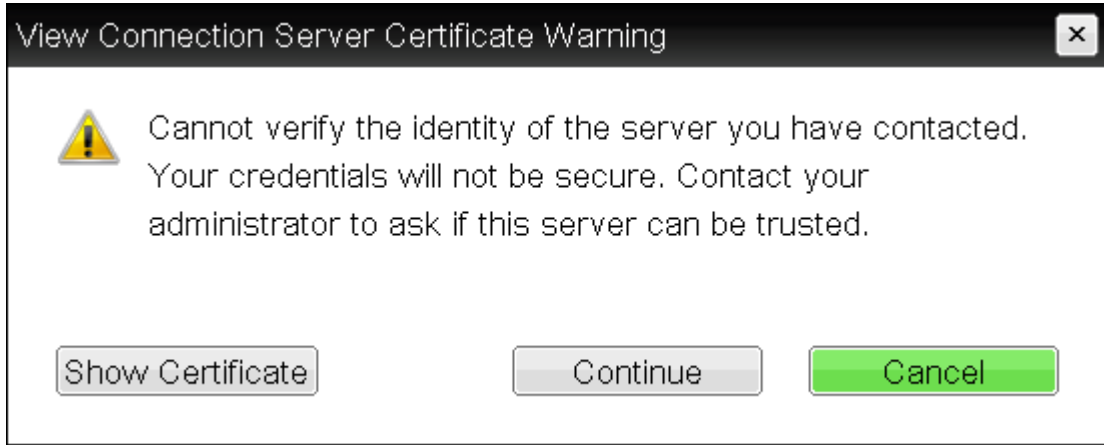 View Connection Server Certificate Warning
Cannot verify the identity of the server you have contacted.
Your credentials will not be secure. Contact your
administrator to ask if this server can be trusted.
Show Certificate Continue Cancel